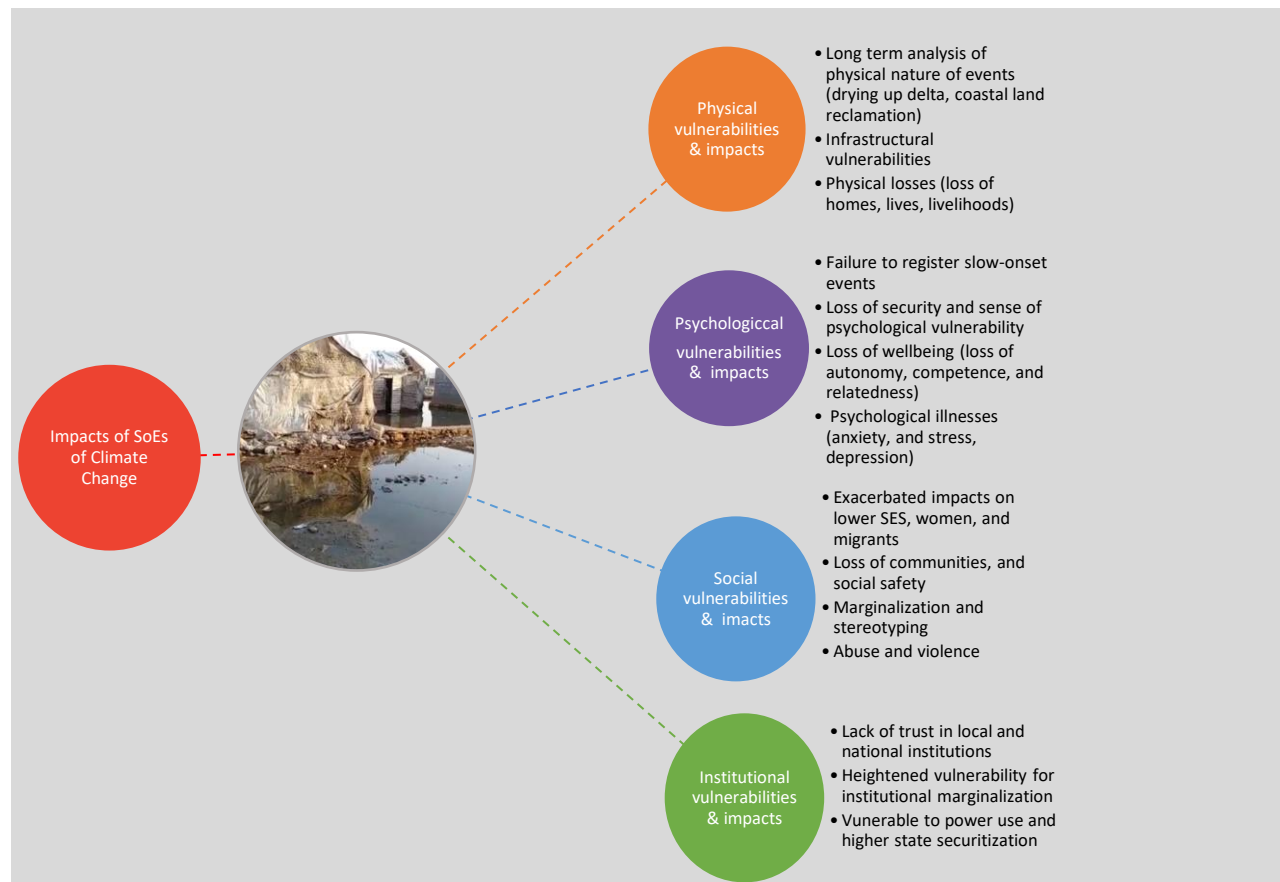 Impacts of SoEs
of Climate
Change
Physical
vulnerabilities
& impacts
• Long term analysis of
physical nature of events
(drying up delta, coastal land
reclamation)
• Infrastructural
vulnerabilities
• Physical losses (loss of
homes, lives, livelihoods)
Psychologiccal
vulnerabilities
& impacts
• Failure to register slow-onset
events
• Loss of security and sense of
psychological vulnerability
• Loss of wellbeing (loss of
autonomy, competence, and
relatedness)
• Psychological illnesses
(anxiety, and stress,
depression)
Social
vulnerabilities
& imacts
• Exacerbated impacts on
lower SES, women, and
migrants
• Loss of communities, and
social safety
• Marginalization and
stereotyping
• Abuse and violence
Institutional
vulnerabilities
& impacts
• Lack of trust in local and
national institutions
• Heightened vulnerability for
institutional marginalization
• Vunerable to power use and
higher state securitization